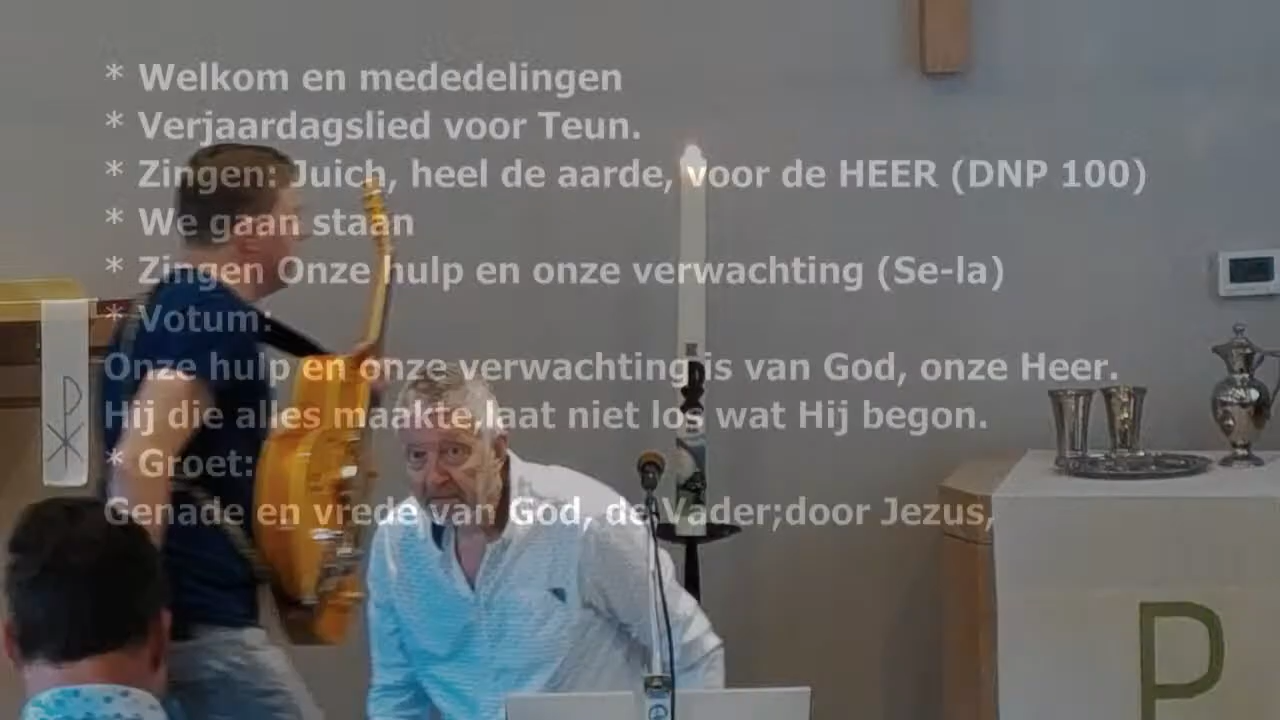 * Welkom en mededelingen
* Verjaardagslied voor Teun.
* Zingen: Juich, heel de aarde, voor de HEER (DNP 100)
* We gaan staan
* Zingen Onze hulp en onze verwachting (Se-la)
* Votum:
Onze hulp en onze verwachting is van God, onze Heer.
Hij die alles maakte laat niet los wat Hij begon.
* Groet:
Genade en vrede van God, de Vader;door Jezus,
P